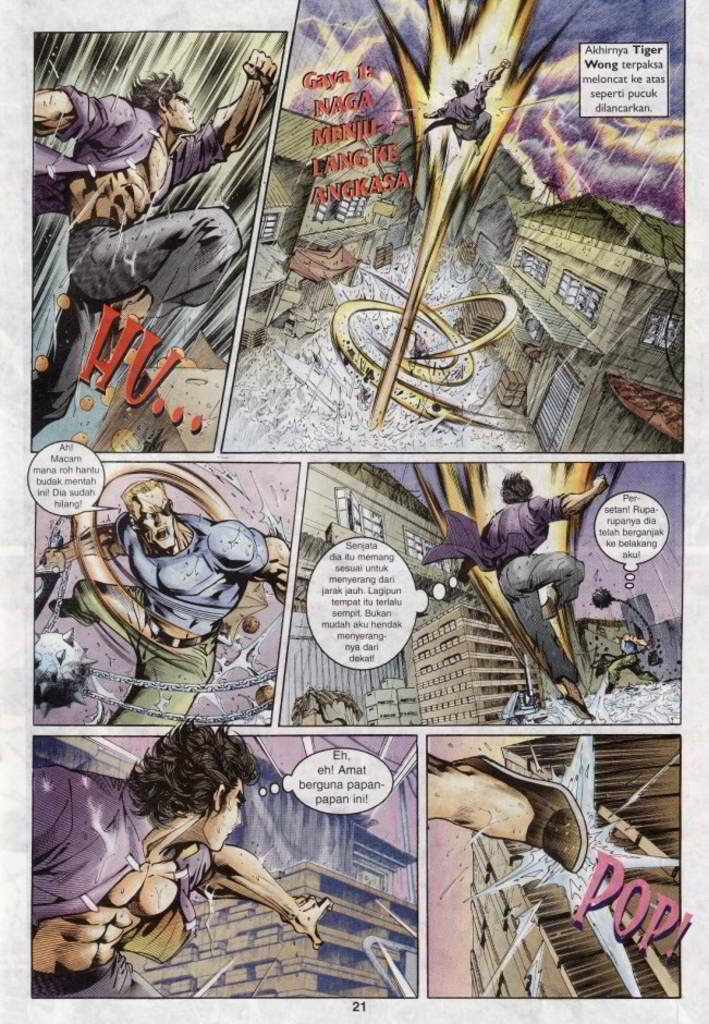 HU...
Gaya 1:
NAGA
MENJU-
LANG KE
ANGKASA
Akhirnya Tiger
Wong terpaksa
meloncat ke atas
seperti pucuk
dilancarkan.
Ah!
Macam
mana roh hantu
budak mentah
ini! Dia sudah
hilang!
Senjata
dia itu memang
sesuai untuk
menyerang dari
jarak jauh. Lagipun
tempat itu terlalu
sempit. Bukan
mudah aku hendak
menyerang-
nya dari
dekat!
Per-
setan! Rupa-
rupanya dia
telah berganjak
ke belakang
aku!
Eh,
eh! Amat
berguna papan-
papan ini!
POP!
21